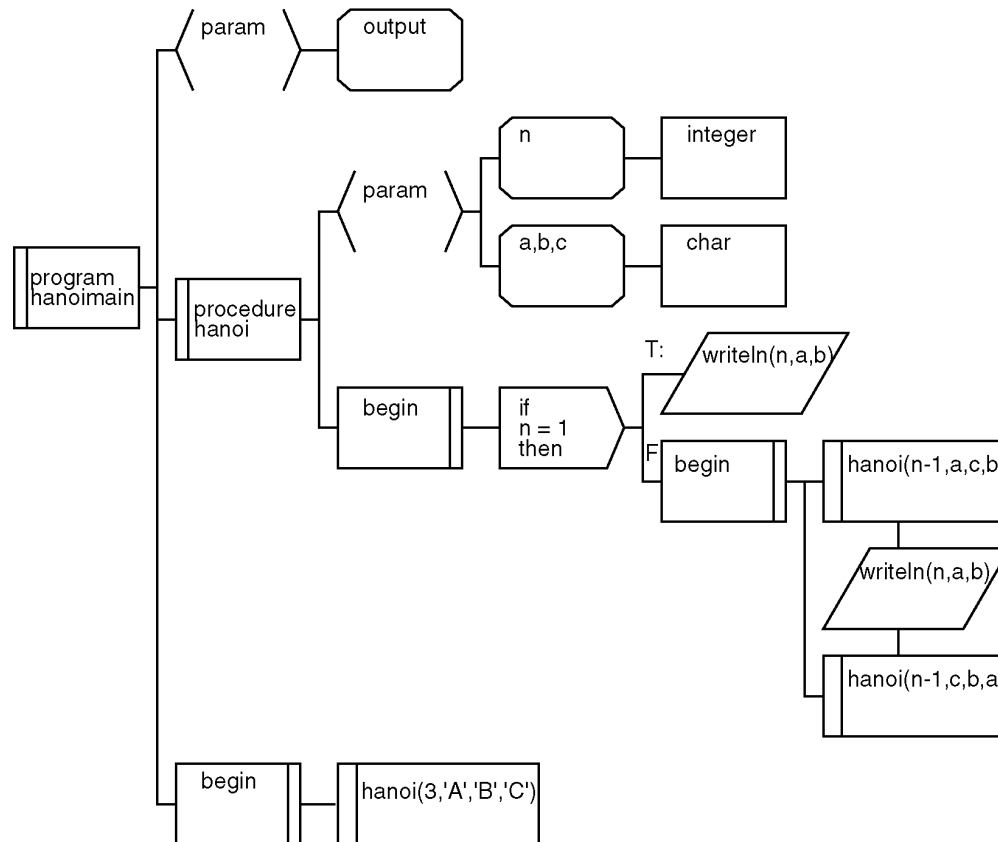 param
output
n
integer
param
a,b,c
char
program
hanoimain
procedure
hanoi
T:
writeln(n,a,b)
begin
if
n = 1
then
F
begin
hanoi(n-1,a,c,b
writeln(n,a,b)
hanoi(n-1,c,b,a
begin
hanoi(3,'A','B','C')